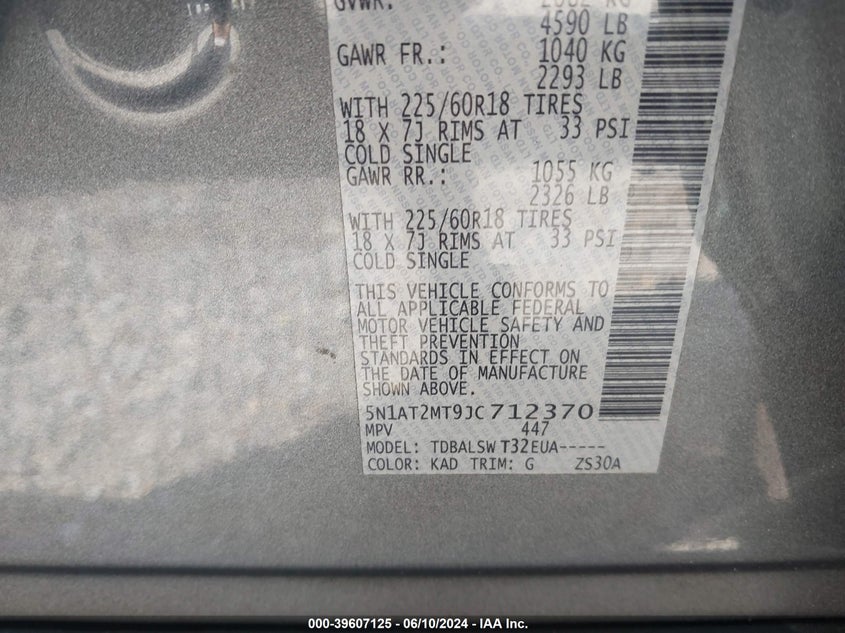 GVWR: 2082 KG
4590 LB
GAWR FR.: 1040 KG
2293 LB
WITH 225/60R18 TIRES
18 X 7J RIMS AT 33 PSI
COLD SINGLE
GAWR RR.: 1055 KG
2326 LB
WITH 225/60R18 TIRES
18 X 7J RIMS AT 33 PSI
COLD SINGLE
THIS VEHICLE CONFORMS TO
ALL APPLICABLE FEDERAL
MOTOR VEHICLE SAFETY AND
THEFT PREVENTION
STANDARDS IN EFFECT ON
THE DATE OF MANUFACTURE
SHOWN ABOVE.
5N1AT2MT9JC712370
MPV 447
MODEL: TDBALSW T32EUA-----
COLOR: KAD TRIM: G ZS30A
000-39607125 - 06/10/2024 - IAA Inc.